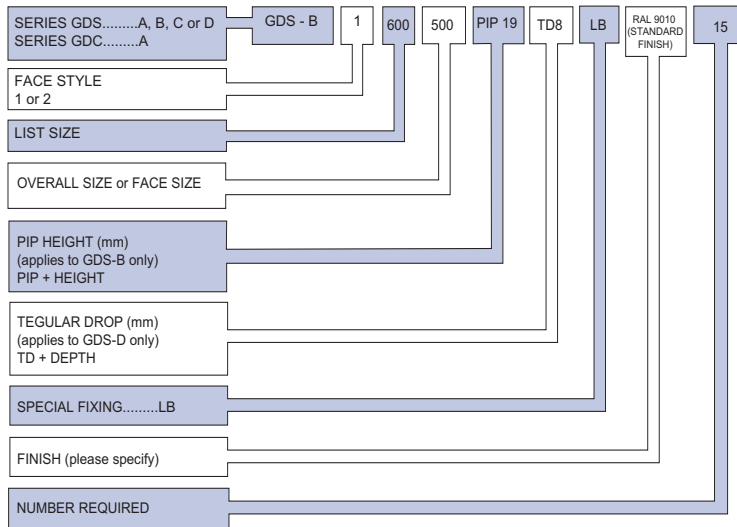 SERIES GDS.........A, B, C or D
SERIES GDC.........A
GDS - B
1
600
500
PIP 19
TD8
LB
RAL 9010
(STANDARD
FINISH)
15
FACE STYLE
1 or 2
LIST SIZE
OVERALL SIZE or FACE SIZE
PIP HEIGHT (mm)
(applies to GDS-B only)
PIP + HEIGHT
TEGULAR DROP (mm)
(applies to GDS-D only)
TD + DEPTH
SPECIAL FIXING.........LB
FINISH (please specify)
NUMBER REQUIRED